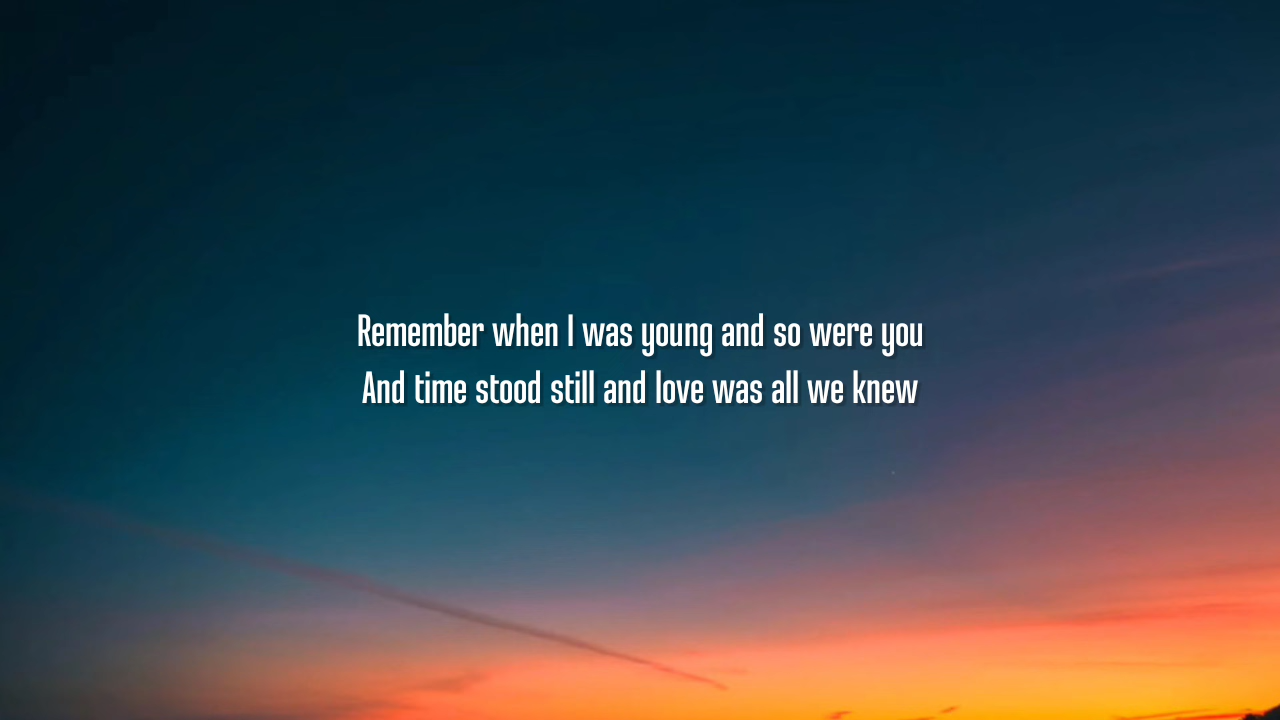 Remember when I was young and so were you
And time stood still and love was all we knew